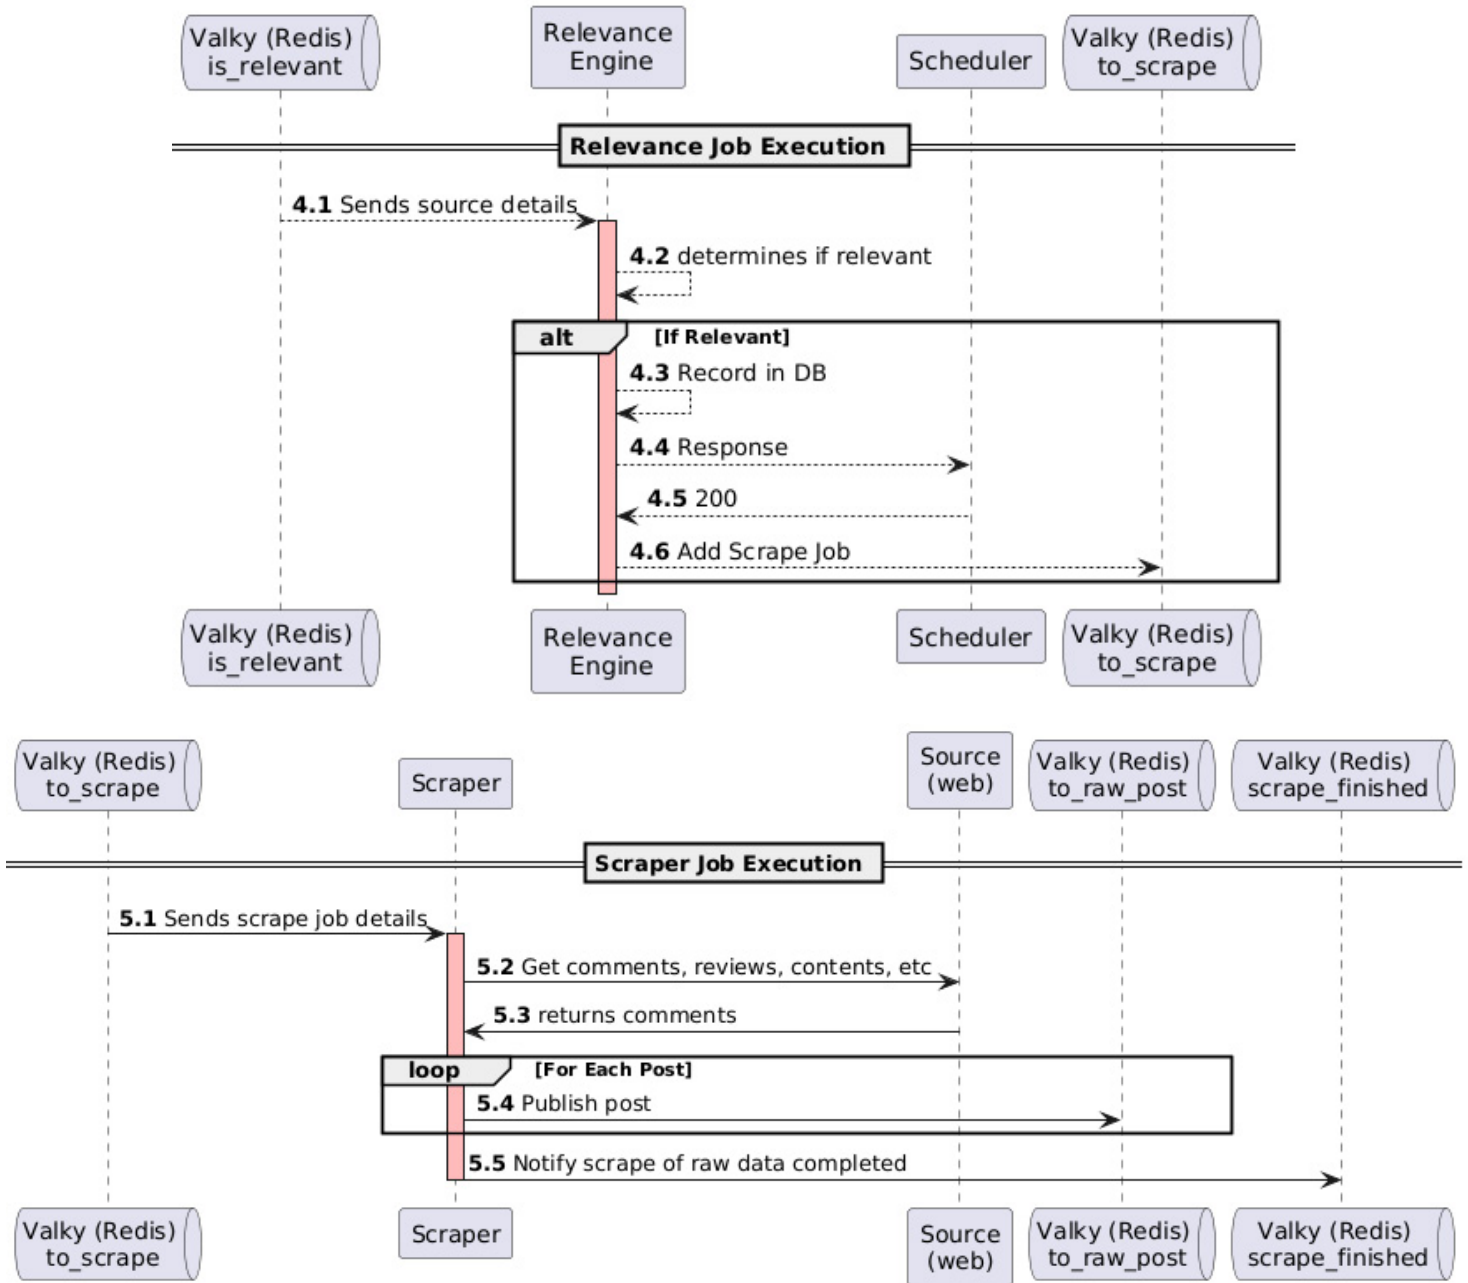 Valky (Redis)
is_relevant
Relevance
Engine
Scheduler
Valky (Redis)
to_scrape
Relevance Job Execution
4.1 Sends source details
4.2 determines if relevant
alt
[If Relevant]
4.3 Record in DB
4.4 Response
4.5 200
4.6 Add Scrape Job
Valky (Redis)
is_relevant
Relevance
Engine
Scheduler
Valky (Redis)
to_scrape
Valky (Redis)
to_scrape
Scraper
Source
(web)
Valky (Redis)
to_raw_post
Valky (Redis)
scrape_finished
Scraper Job Execution
5.1 Sends scrape job details
5.2 Get comments, reviews, contents, etc
5.3 returns comments
loop
[For Each Post]
5.4 Publish post
5.5 Notify scrape of raw data completed
Valky (Redis)
to_scrape
Scraper
Source
(web)
Valky (Redis)
to_raw_post
Valky (Redis)
scrape_finished